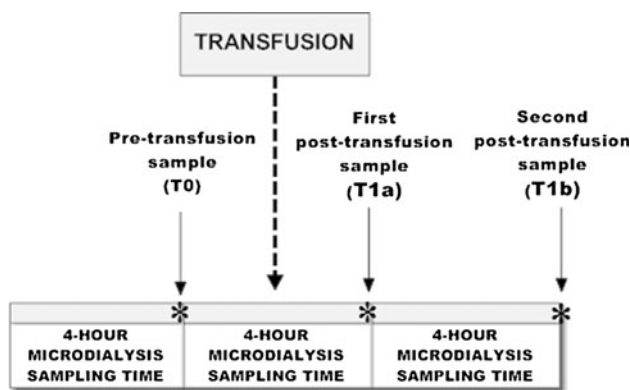 TRANSFUSION
Pre-transfusion
sample
(T0)
First
post-transfusion
sample
(T1a)
Second
post-transfusion
sample
(T1b)
* * *
4-HOUR
MICRODIALYSIS
SAMPLING TIME
4-HOUR
MICRODIALYSIS
SAMPLING TIME
4-HOUR
MICRODIALYSIS
SAMPLING TIME